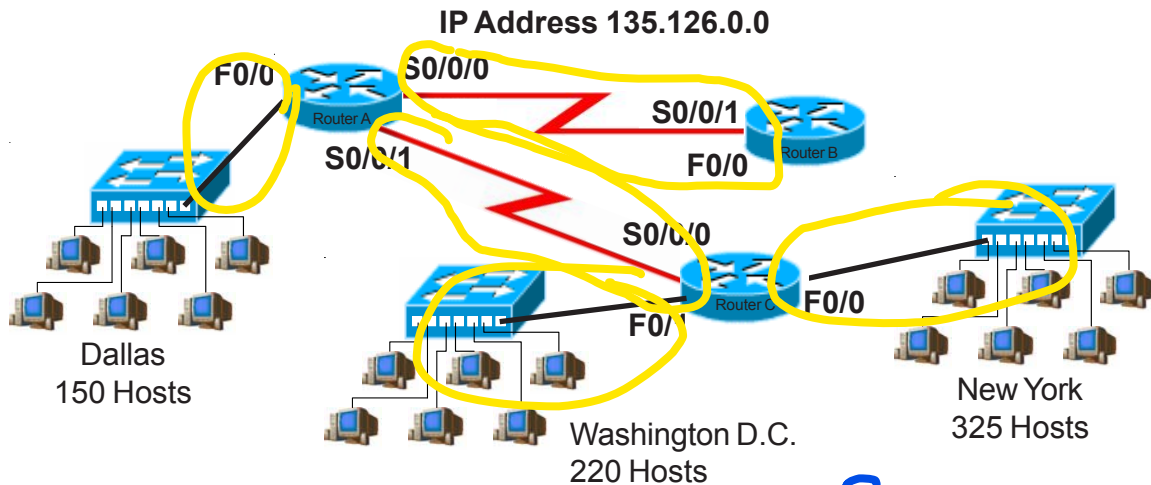 IP Address 135.126.0.0
F0/0
S0/0/0
Router A
S0/0/1
Router B
S0/0/1
F0/0
S0/0/0
Router C
F0/0
Dallas
150 Hosts
Washington D.C.
220 Hosts
New York
325 Hosts